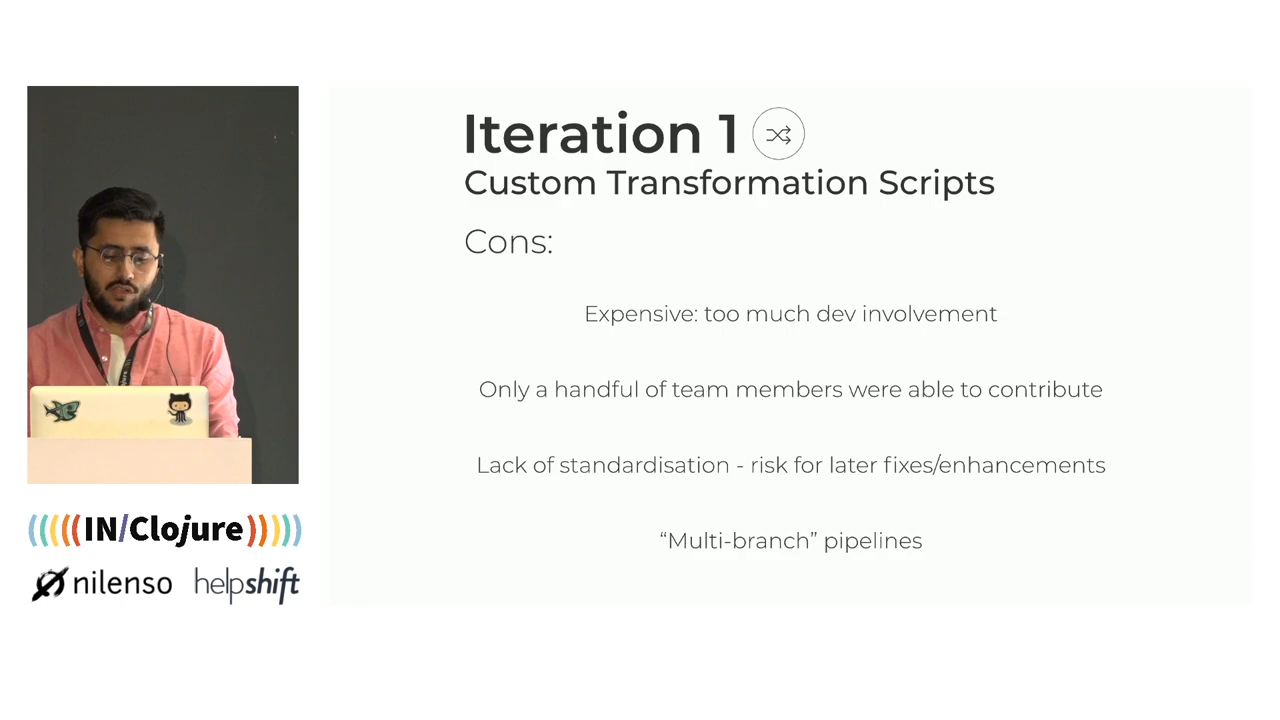 Iteration 1
Custom Transformation Scripts
Cons:
Expensive: too much dev involvement
Only a handful of team members were able to contribute
Lack of standardisation - risk for later fixes/enhancements
“Multi-branch” pipelines
((((( IN/Clojure )))))
nilenso helpshift